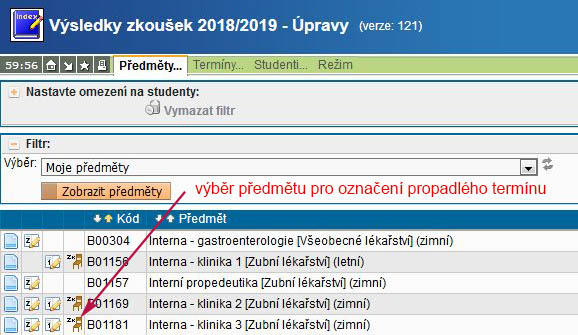 index
Výsledky zkoušek 2018/2019 - Úpravy (verze: 121)
59:56 Předměty... Termíny... Studenti... Režim
Nastavte omezení na studenty:
Vymazat filtr
Filtr:
Výběr: Moje předměty
Zobrazit předměty
výběr předmětu pro označení propadlého termínu
Kód Předmět
B00304 Interna - gastroenterologie [Všeobecné lékařství] (zimní)
ZK B01156 Interna - klinika 1 [Zubní lékařství] (letní)
B01157 Interní propedeutika [Zubní lékařství] (zimní)
ZK B01169 Interna - klinika 2 [Zubní lékařství] (zimní)
ZK B01181 Interna - klinika 3 [Zubní lékařství] (zimní)